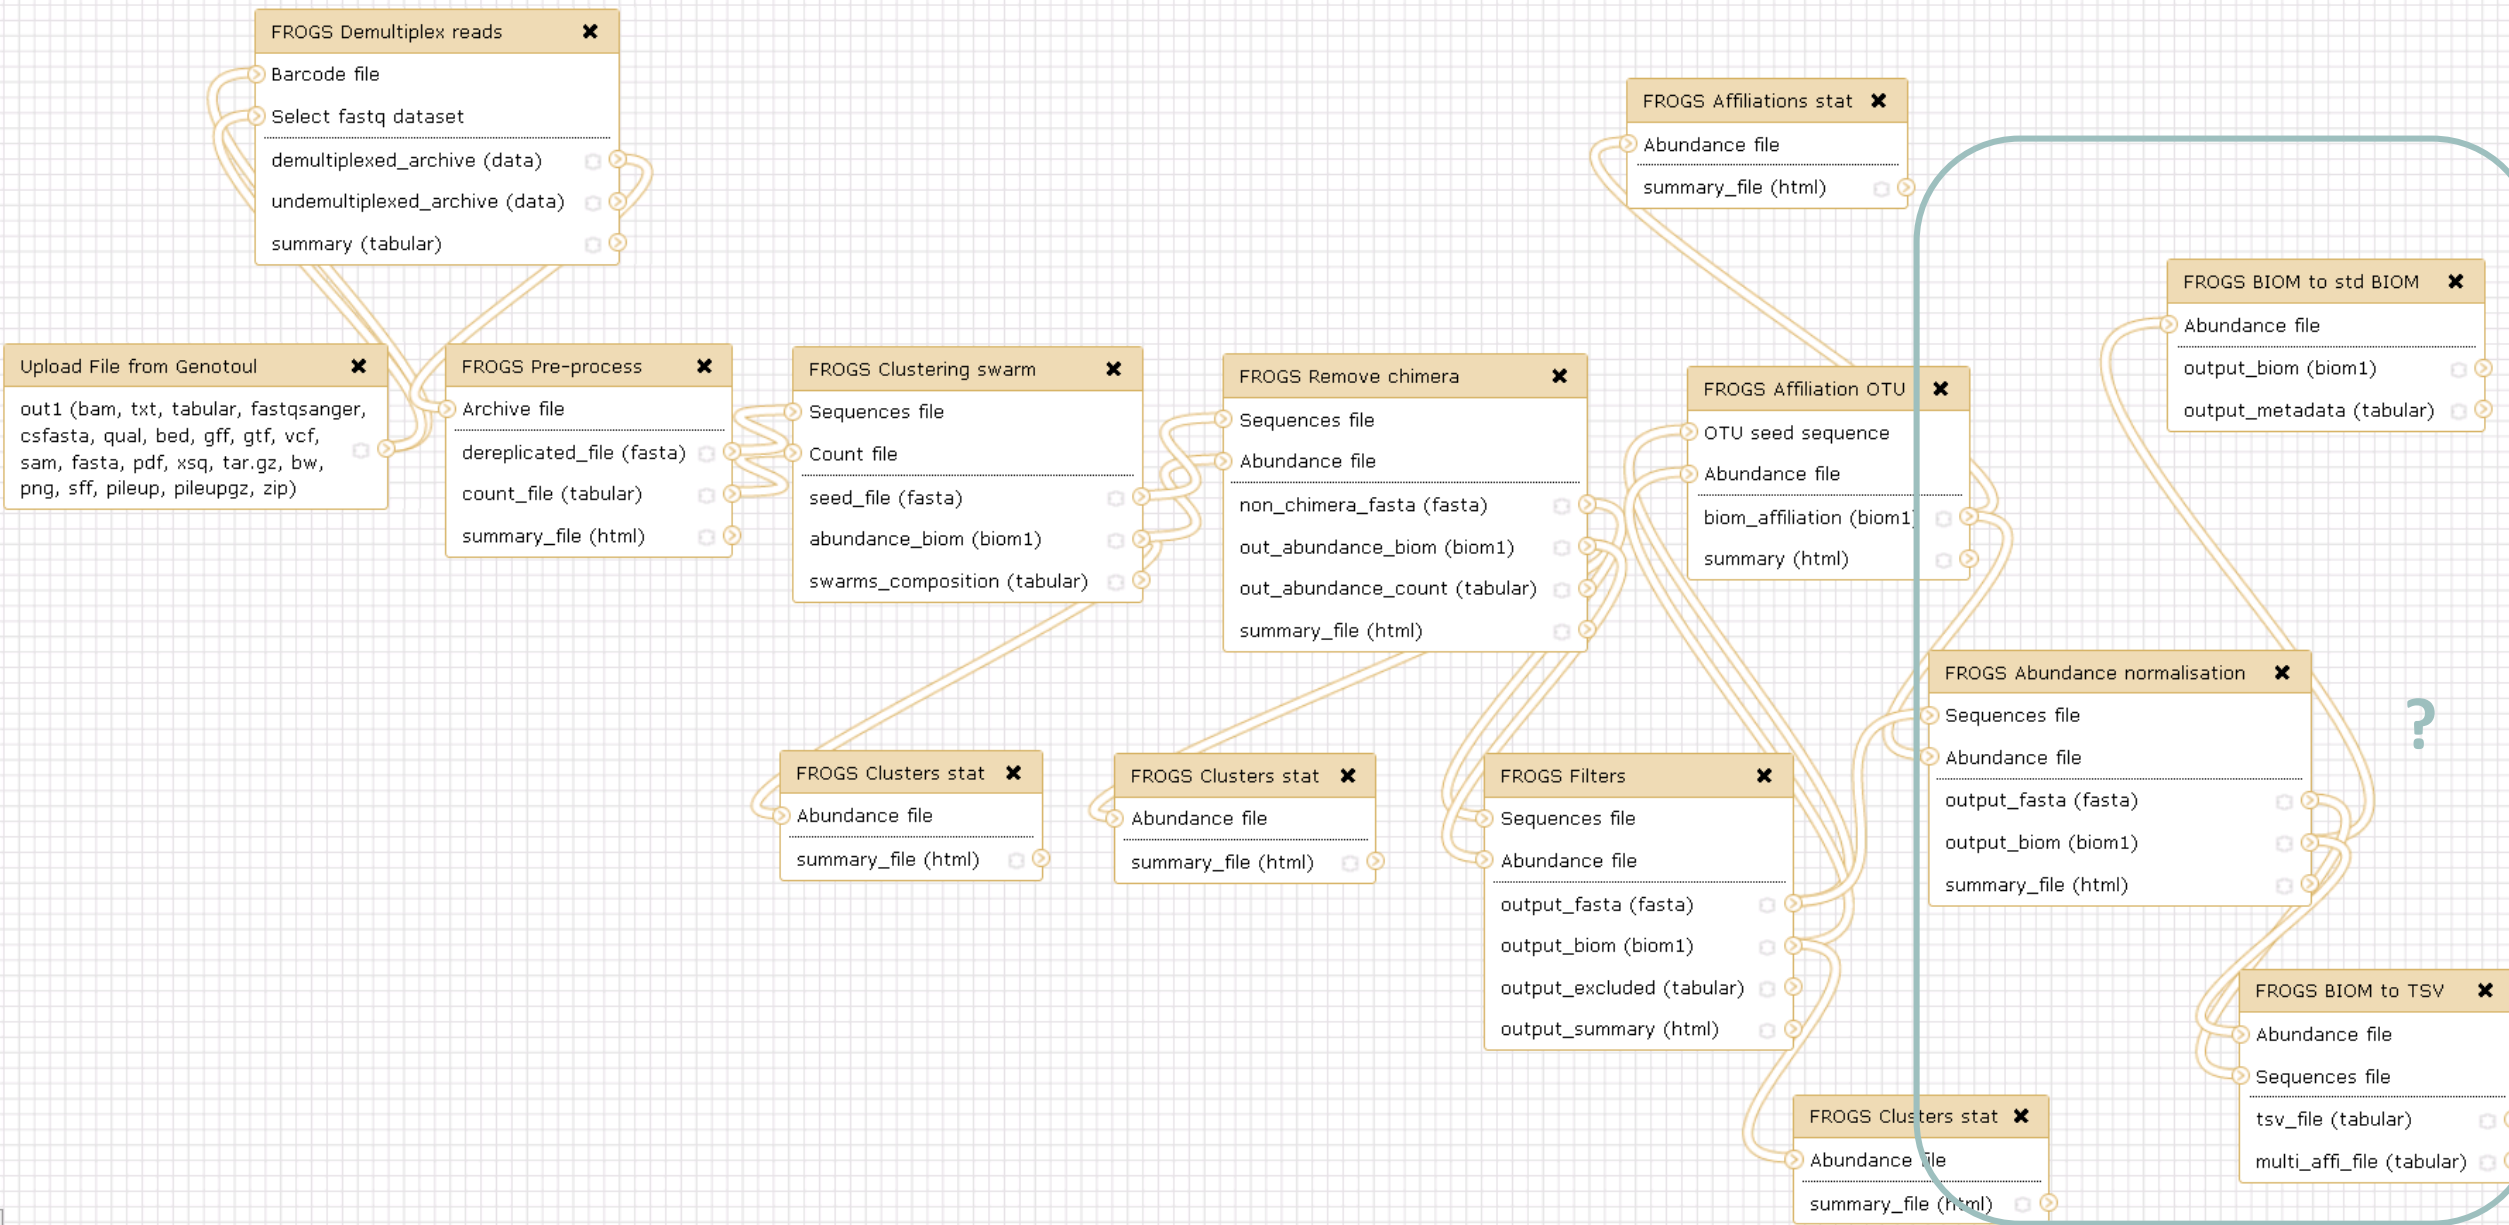 FROGS Demultiplex reads
Barcode file
Select fastq dataset
demultiplexed_archive (data)
undemultiplexed_archive (data)
summary (tabular)
Upload File from Genotoul
out1 (bam, txt, tabular, fastqsanger,
csfasta, qual, bed, gff, gtf, vcf,
sam, fasta, pdf, xsq, tar.gz, bw,
png, sff, pileup, pileupgz, zip)
FROGS Pre-process
Archive file
dereplicated_file (fasta)
count_file (tabular)
summary_file (html)
FROGS Clustering swarm
Sequences file
Count file
seed_file (fasta)
abundance_biom (biom1)
swarms_composition (tabular)
FROGS Remove chimera
Sequences file
Abundance file
non_chimera_fasta (fasta)
out_abundance_biom (biom1)
out_abundance_count (tabular)
summary_file (html)
FROGS Affiliations stat
Abundance file
summary_file (html)
FROGS Affiliation OTU
OTU seed sequence
Abundance file
biom_affiliation (biom1)
summary (html)
FROGS BIOM to std BIOM
Abundance file
output_biom (biom1)
output_metadata (tabular)
FROGS Abundance normalisation
Sequences file
Abundance file
output_fasta (fasta)
output_biom (biom1)
summary_file (html)
?
FROGS Clusters stat
Abundance file
summary_file (html)
FROGS Clusters stat
Abundance file
summary_file (html)
FROGS Filters
Sequences file
Abundance file
output_fasta (fasta)
output_biom (biom1)
output_excluded (tabular)
output_summary (html)
FROGS BIOM to TSV
Abundance file
Sequences file
tsv_file (tabular)
multi_affi_file (tabular)
FROGS Clusters stat
Abundance file
summary_file (html)